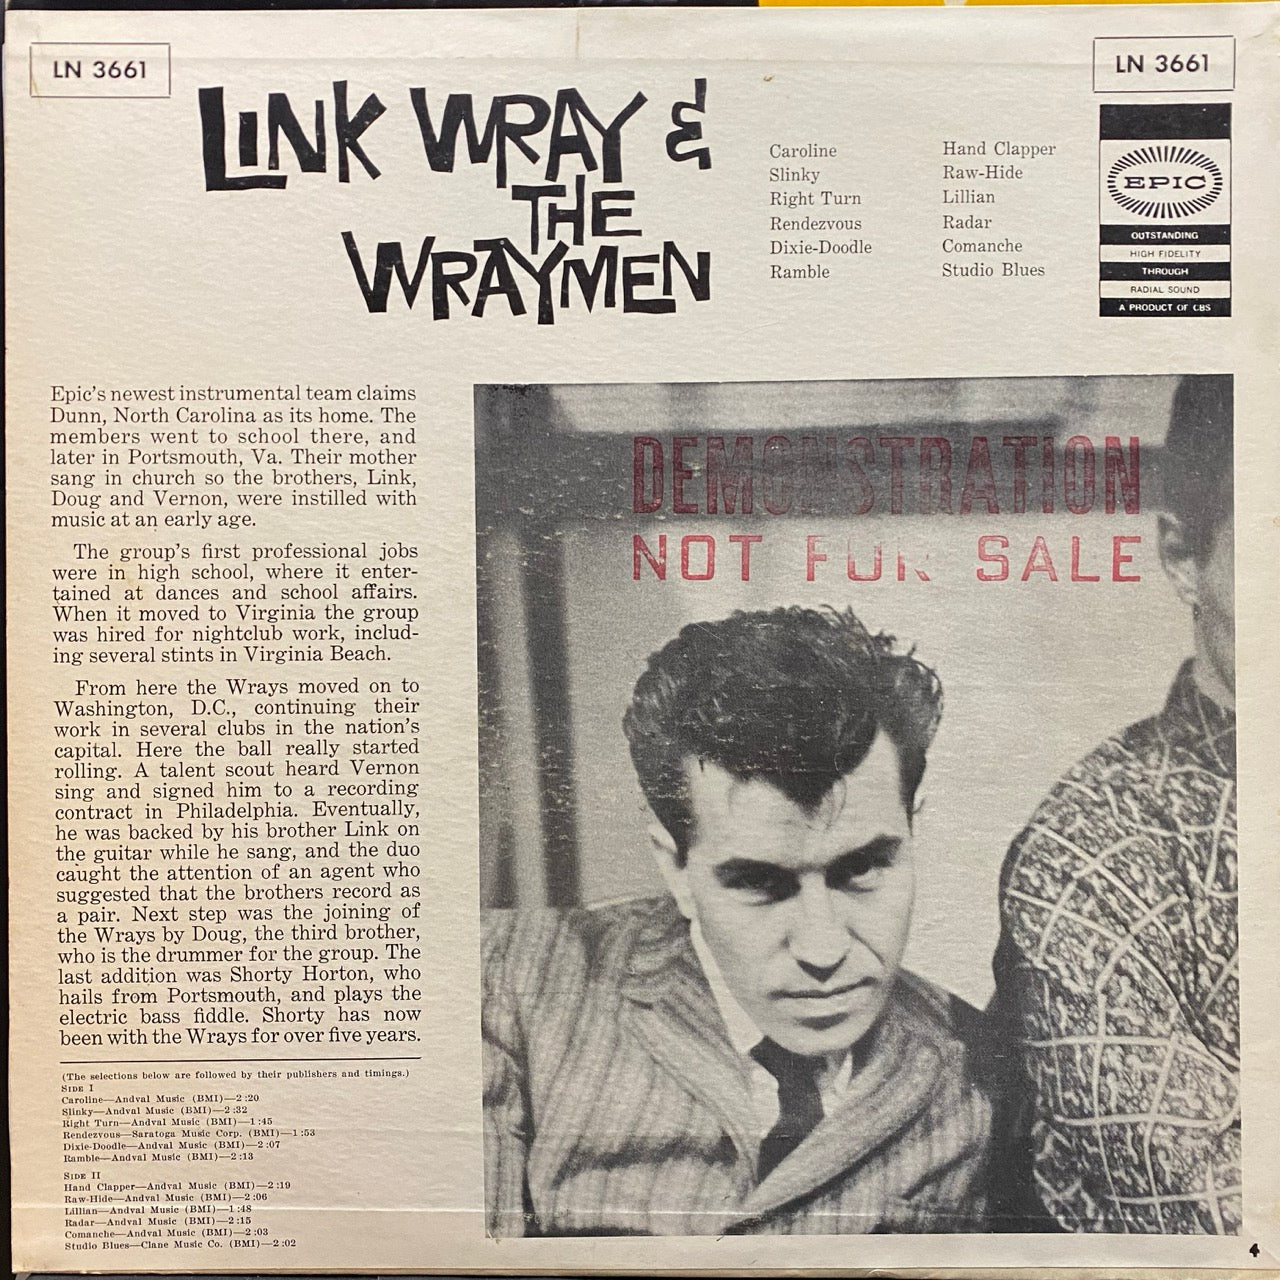 LN 3661
LN 3661
LINK WRAY &
THE
WRAYMEN
Caroline
Slinky
Right Turn
Rendezvous
Dixie-Doodle
Ramble
Hand Clapper
Raw-Hide
Lillian
Radar
Comanche
Studio Blues
EPIC
OUTSTANDING
HIGH FIDELITY
THROUGH
RADIAL SOUND
A PRODUCT OF CBS
Epic's newest instrumental team claims
Dunn, North Carolina as its home. The
members went to school there, and
later in Portsmouth, Va. Their mother
sang in church so the brothers, Link,
Doug and Vernon, were instilled with
music at an early age.
The group's first professional jobs
were in high school, where it enter-
tained at dances and school affairs.
When it moved to Virginia the group
was hired for nightclub work, includ-
ing several stints in Virginia Beach.
From here the Wrays moved on to
Washington, D.C., continuing their
work in several clubs in the nation's
capital. Here the ball really started
rolling. A talent scout heard Vernon
sing and signed him to a recording
contract in Philadelphia. Eventually,
he was backed by his brother Link on
the guitar while he sang, and the duo
caught the attention of an agent who
suggested that the brothers record as
a pair. Next step was the joining of
the Wrays by Doug, the third brother,
who is the drummer for the group. The
last addition was Shorty Horton, who
hails from Portsmouth, and plays the
electric bass fiddle. Shorty has now
been with the Wrays for over five years.
(The selections below are followed by their publishers and timings.)
SIDE I
Caroline—Andval Music (BMI)—2:20
Slinky—Andval Music (BMI)—2:32
Right Turn—Andval Music (BMI)—1:45
Rendezvous—Saratoga Music Corp. (BMI)—1:53
Dixie-Doodle—Andval Music (BMI)—2:07
Ramble—Andval Music (BMI)—2:13
SIDE II
Hand Clapper—Andval Music (BMI)—2:19
Raw-Hide—Andval Music (BMI)—2:06
Lillian—Andval Music (BMI)—1:48
Radar—Andval Music (BMI)—2:15
Comanche—Andval Music (BMI)—2:03
Studio Blues—Clane Music Co. (BMI)—2:02
DEMONSTRATION
NOT FOR SALE
4